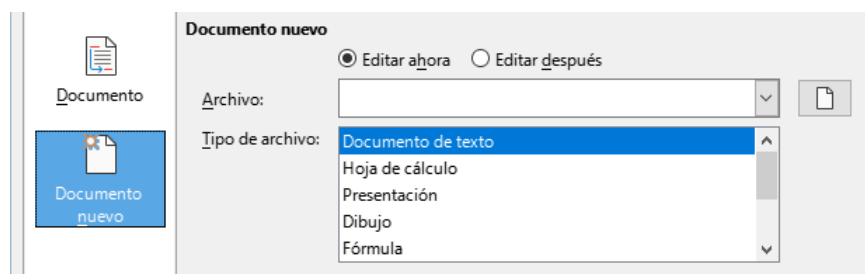 Documento
Documento
nuevo
Documento nuevo
Editar ahora Editar después
Archivo:
Tipo de archivo:
Documento de texto
Hoja de cálculo
Presentación
Dibujo
Fórmula